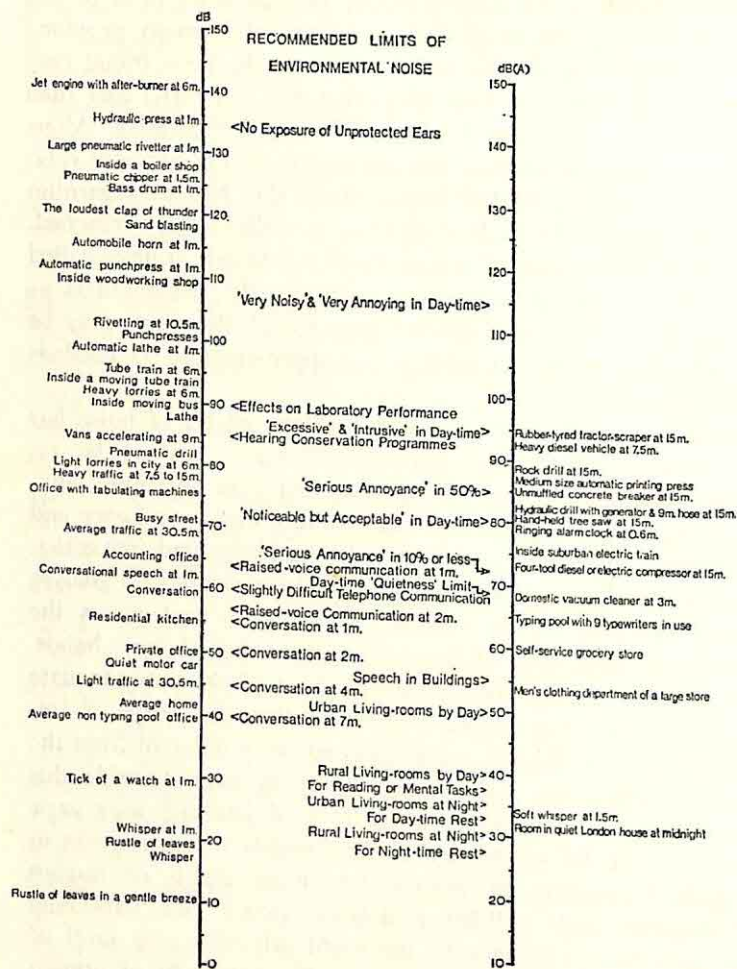 dB
150
140
130
120
110
100
90
80
70
60
50
40
30
20
10
0
RECOMMENDED LIMITS OF
ENVIRONMENTAL NOISE
dB(A)
150
140
135
130
125
120
115
110
100
90
80
70
60
50
40
30
20
10
Jet engine with after-burner at 6m.
Hydraulic press at 1m.
Large pneumatic rivetter at 1m.
Inside a boiler shop
Pneumatic chipper at 1.5m.
Bass drum at 1m.
The loudest clap of thunder
Sand blasting
Automobile horn at 1m.
Automatic punchpress at 1m.
Inside woodworking shop
Rivetting at 10.5m.
Punchpresses
Automatic lathe at 1m.
Tube train at 6m.
Inside a moving tube train
Heavy lorries at 6m.
Inside moving bus
Lathe
Vans accelerating at 9m.
Pneumatic drill
Light lorries in city at 6m.
Heavy traffic at 7.5 to 15m.
Office with tabulating machines
Busy street
Average traffic at 30.5m.
Accounting office
Conversational speech at 1m.
Conversation
Residential kitchen
Private office
Quiet motor car
Light traffic at 30.5m.
Average home
Average non typing pool office
Tick of a watch at 1m.
Whisper at 1m.
Rustle of leaves
Whisper
Rustle of leaves in a gentle breeze
<No Exposure of Unprotected Ears
'Very Noisy' & 'Very Annoying in Day-time>
<Effects on Laboratory Performance
'Excessive' & 'Intrusive' in Day-time>
<Hearing Conservation Programmes
'Serious Annoyance' in 50%>
'Noticeable but Acceptable' in Day-time>
'Serious Annoyance' in 10% or less
<Raised-voice communication at 1m.
Day-time 'Quietness' Limit
<Slightly Difficult Telephone Communication
<Raised-voice Communication at 2m.
<Conversation at 1m.
<Conversation at 2m.
Speech in Buildings>
<Conversation at 4m.
Urban Living-rooms by Day>
<Conversation at 7m.
Rural Living-rooms by Day>
For Reading or Mental Tasks>
Urban Living-rooms at Night>
For Day-time Rest>
Rural Living-rooms at Night>
For Night-time Rest>
Rubber-tyred tractor-scraper at 15m.
Heavy diesel vehicle at 7.5m.
Rock drill at 15m.
Medium size automatic printing press
Unmuffled concrete breaker at 15m.
Hydraulic drill with generator & 9m. hose at 15m.
Hand-held tree saw at 15m.
Ringing alarm clock at 0.6m.
Inside suburban electric train
Four-tool diesel or electric compressor at 15m.
Domestic vacuum cleaner at 3m.
Typing pool with 9 typewriters in use
Self-service grocery store
Men's clothing department of a large store
Soft whisper at 1.5m.
Room in quiet London house at midnight